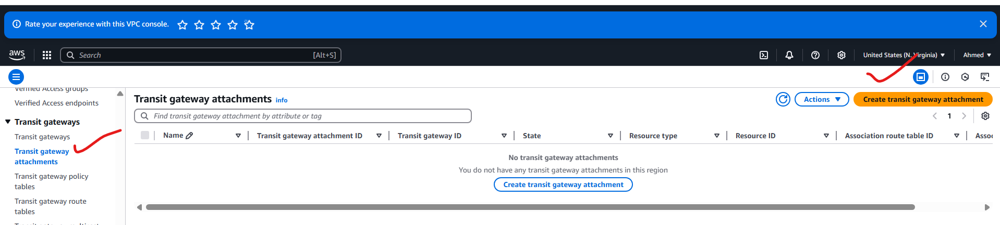 Rate your experience with this VPC console.
aws
Search [Alt+S]
United States (N. Virginia) Ahmed
Verified Access groups
Verified Access endpoints
Transit gateways
Transit gateways
Transit gateway
attachments
Transit gateway policy
tables
Transit gateway route
tables
Transit gateway attachments info
Actions Create transit gateway attachment
Find transit gateway attachment by attribute or tag
1
Name Transit gateway attachment ID Transit gateway ID State Resource type Resource ID Association route table ID
No transit gateway attachments
You do not have any transit gateway attachments in this region
Create transit gateway attachment